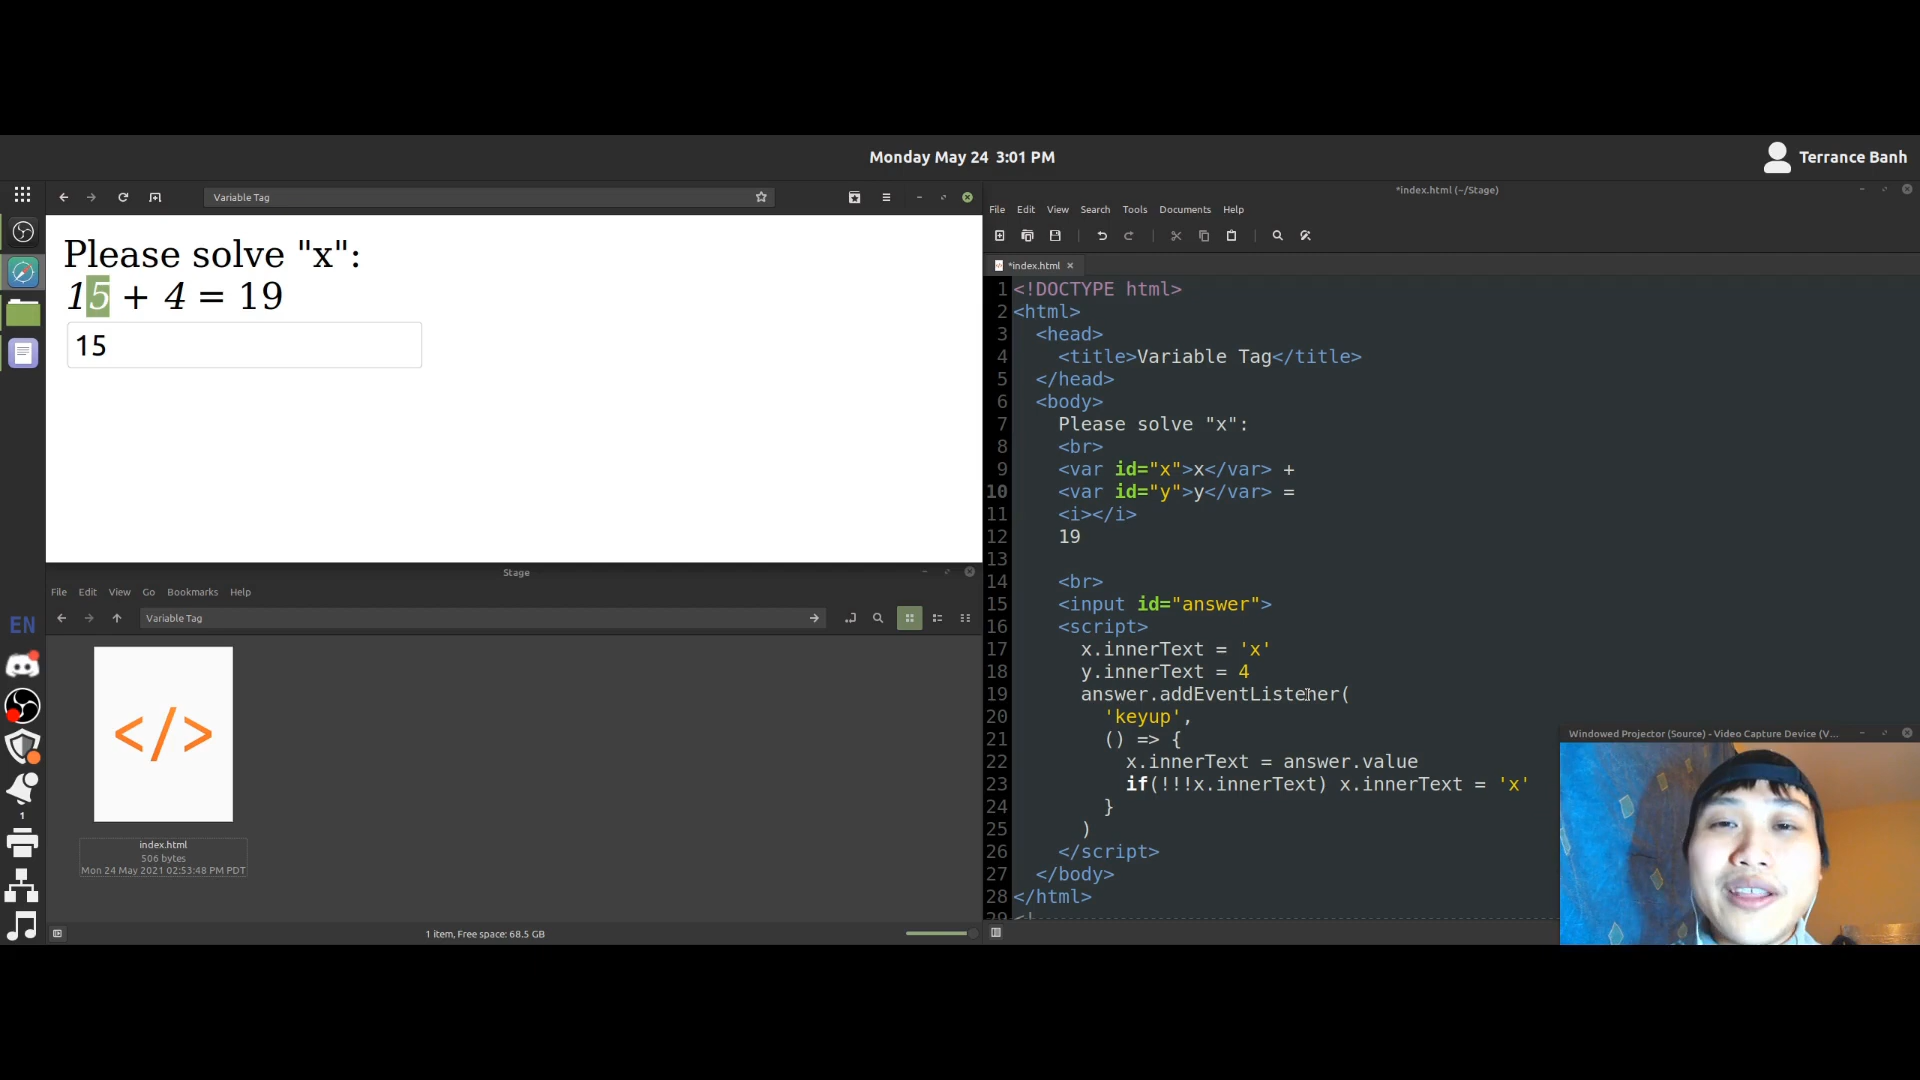 Monday May 24 3:01 PM
Terrance Banh
Variable Tag
Please solve "x":
15 + 4 = 19
15
Stage
File Edit View Go Bookmarks Help
Variable Tag
</>
index.html
506 bytes
Mon 24 May 2021 02:53:48 PM PDT
1 item, Free space: 68.5 GB
EN
1
*index.html (~/Stage)
File Edit View Search Tools Documents Help
*index.html
1 <!DOCTYPE html>
2 <html>
3 <head>
4 <title>Variable Tag</title>
5 </head>
6 <body>
7 Please solve "x":
8 <br>
9 <var id="x">x</var> +
10 <var id="y">y</var> =
11 <i></i>
12 19
13
14 <br>
15 <input id="answer">
16 <script>
17 x.innerText = 'x'
18 y.innerText = 4
19 answer.addEventListener(
20 'keyup',
21 () => {
22 x.innerText = answer.value
23 if(!!!x.innerText) x.innerText = 'x'
24 }
25 )
26 </script>
27 </body>
28 </html>
29 <!
Windowed Projector (Source) - Video Capture Device (V...